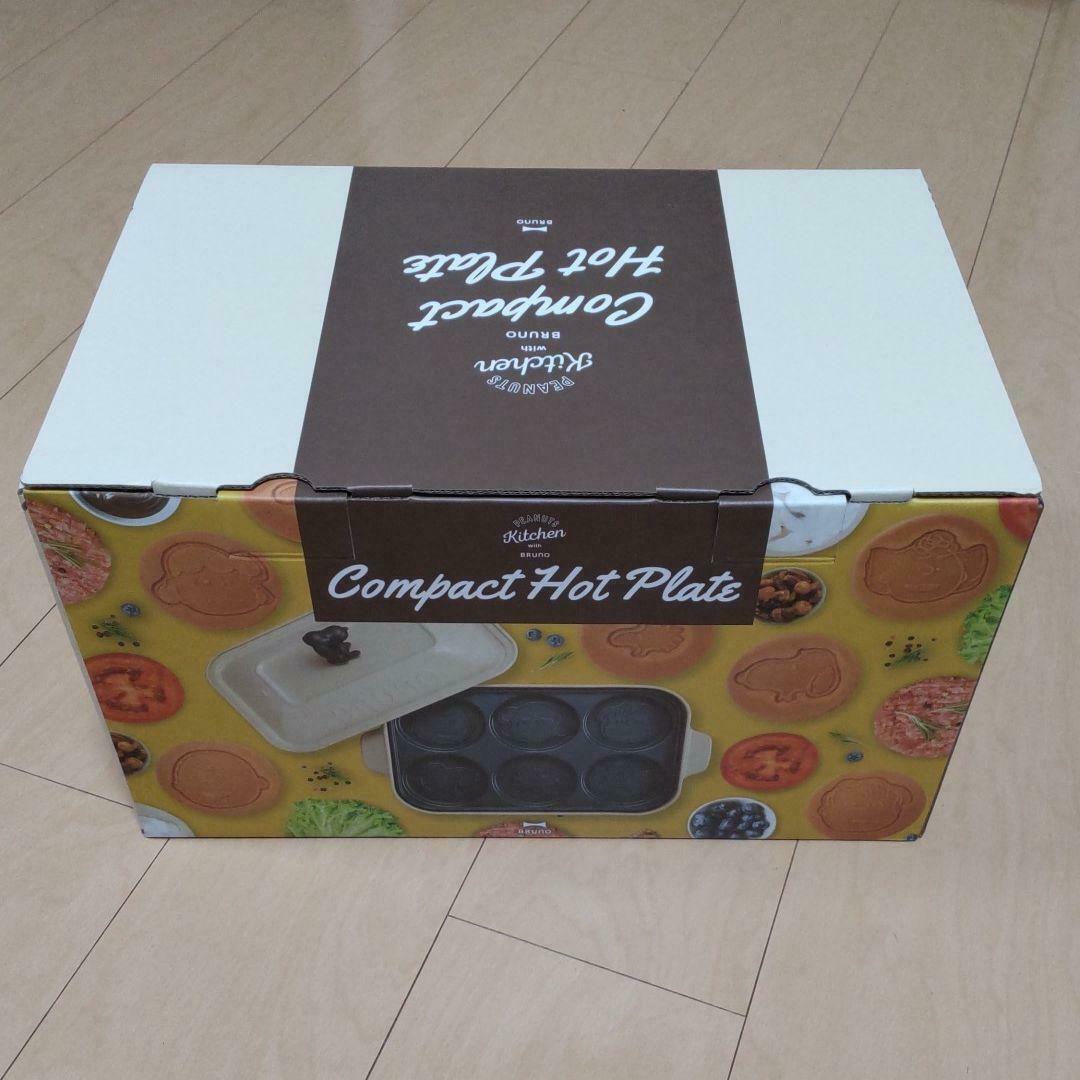 BRUNO
Hot Plate
Compact
BRUNO
with
Kitchen
PEANUTS
PEANUTS
Kitchen
with
BRUNO
Compact Hot Plate
BRUNO